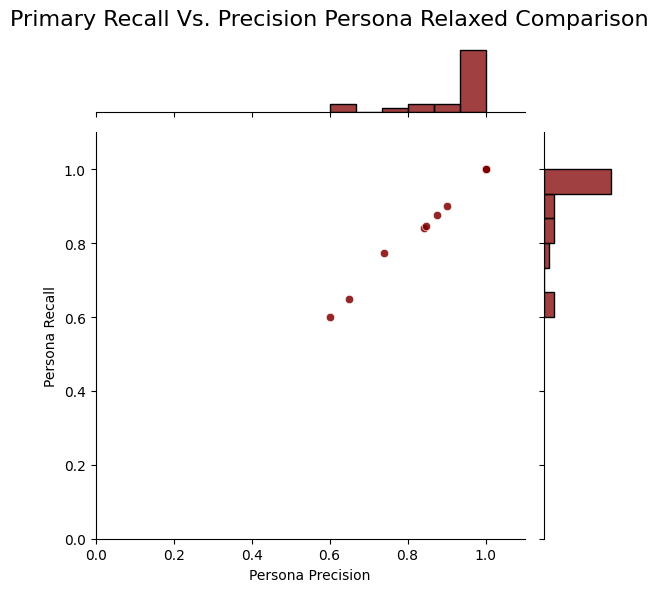 Primary Recall Vs. Precision Persona Relaxed Comparison
1.0
0.8
0.6
0.4
0.2
0.0
Persona Recall
0.0 0.2 0.4 0.6 0.8 1.0
Persona Precision